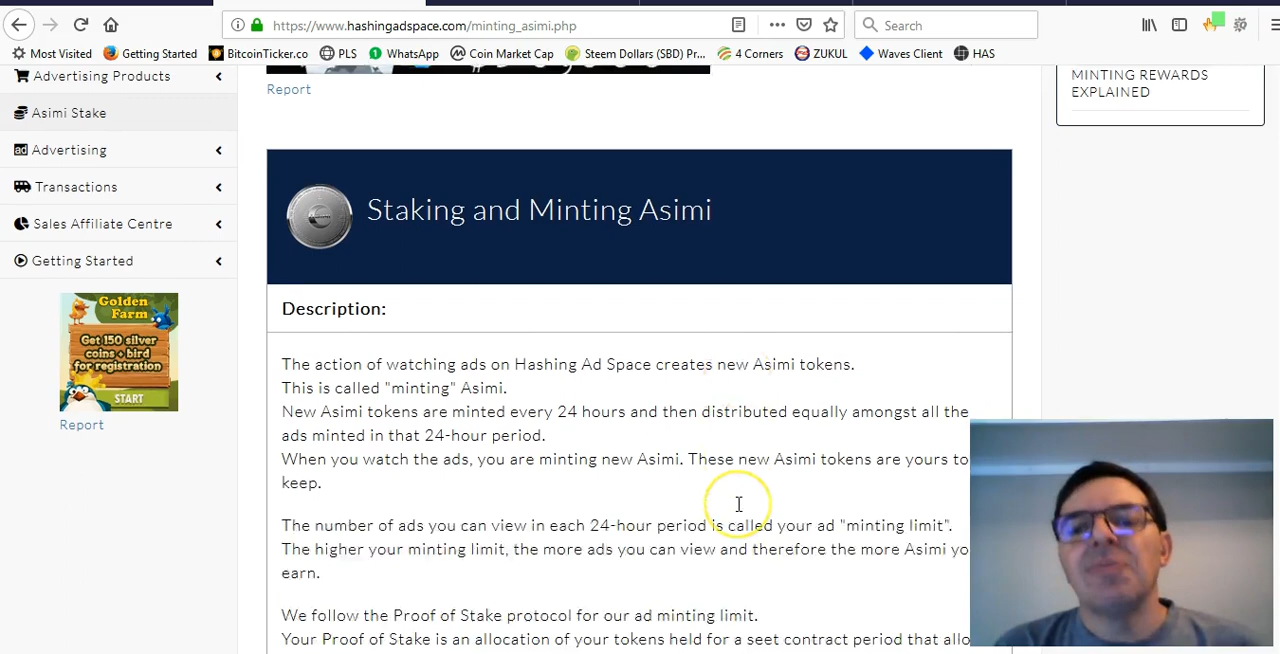 https://www.hashingadspace.com/minting_asimi.php
Search
Most Visited
Getting Started
BitcoinTicker.co
PLS
WhatsApp
Coin Market Cap
Steem Dollars (SBD) Pr...
4 Corners
ZUKUL
Waves Client
HAS
Advertising Products
Asimi Stake
Advertising
Transactions
Sales Affiliate Centre
Getting Started
Golden
Farm
Get 150 silver
coins + bird
for registration
START
Report
Report
Staking and Minting Asimi
Description:
The action of watching ads on Hashing Ad Space creates new Asimi tokens.
This is called "minting" Asimi.
New Asimi tokens are minted every 24 hours and then distributed equally amongst all the
ads minted in that 24-hour period.
When you watch the ads, you are minting new Asimi. These new Asimi tokens are yours to
keep.
The number of ads you can view in each 24-hour period is called your ad "minting limit".
The higher your minting limit, the more ads you can view and therefore the more Asimi yo
earn.
We follow the Proof of Stake protocol for our ad minting limit.
Your Proof of Stake is an allocation of your tokens held for a seet contract period that allo
MINTING REWARDS
EXPLAINED